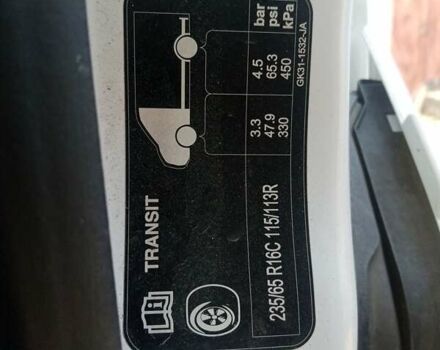 TRANSIT
bar
psi
kPa
3.3
47.9
330
4.5
65.3
450
235/65 R16C 115/113R
GK31-1532-JA